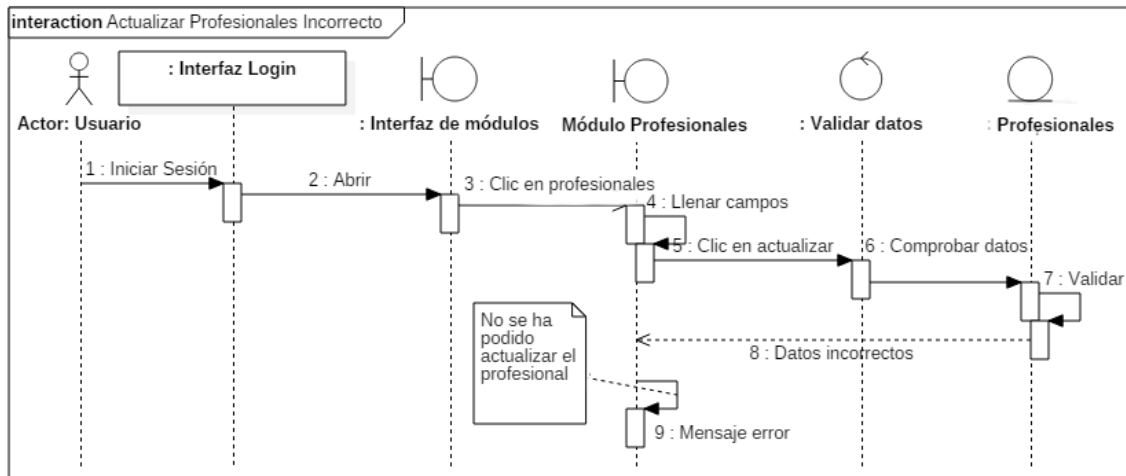 interaction Actualizar Profesionales Incorrecto
: Interfaz Login
Actor: Usuario
: Interfaz de módulos
Módulo Profesionales
: Validar datos
: Profesionales
1 : Iniciar Sesión
2 : Abrir
3 : Clic en profesionales
4 : Llenar campos
5 : Clic en actualizar
6 : Comprobar datos
7 : Validar
8 : Datos incorrectos
No se ha
podido
actualizar el
profesional
9 : Mensaje error